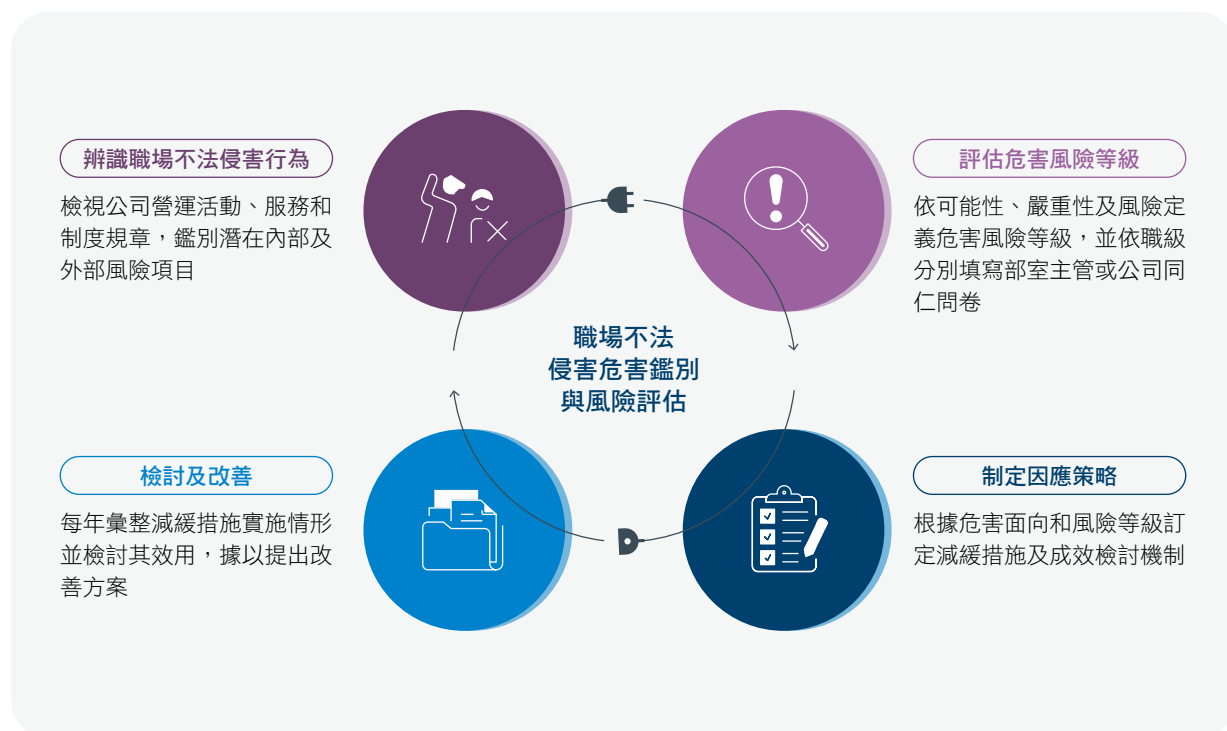 辨識職場不法侵害行為
檢視公司營運活動、服務和
制度規章，鑑別潛在內部及
外部風險項目
評估危害風險等級
依可能性、嚴重性及風險定
義危害風險等級，並依職級
分別填寫部室主管或公司同
仁問卷
職場不法
侵害危害鑑別
與風險評估
檢討及改善
每年彙整減緩措施實施情形
並檢討其效用，據以提出改
善方案
制定因應策略
根據危害面向和風險等級訂
定減緩措施及成效檢討機制